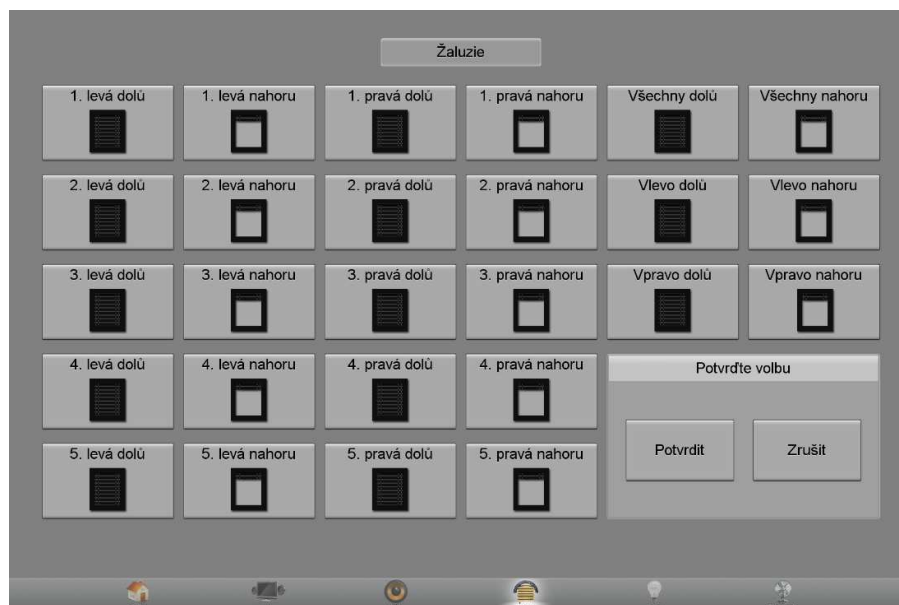 Žaluzie
1. levá dolů
1. levá nahoru
1. pravá dolů
1. pravá nahoru
Všechny dolů
Všechny nahoru
2. levá dolů
2. levá nahoru
2. pravá dolů
2. pravá nahoru
Vlevo dolů
Vlevo nahoru
3. levá dolů
3. levá nahoru
3. pravá dolů
3. pravá nahoru
Vpravo dolů
Vpravo nahoru
4. levá dolů
4. levá nahoru
4. pravá dolů
4. pravá nahoru
Potvrďte volbu
Potvrdit
Zrušit
5. levá dolů
5. levá nahoru
5. pravá dolů
5. pravá nahoru